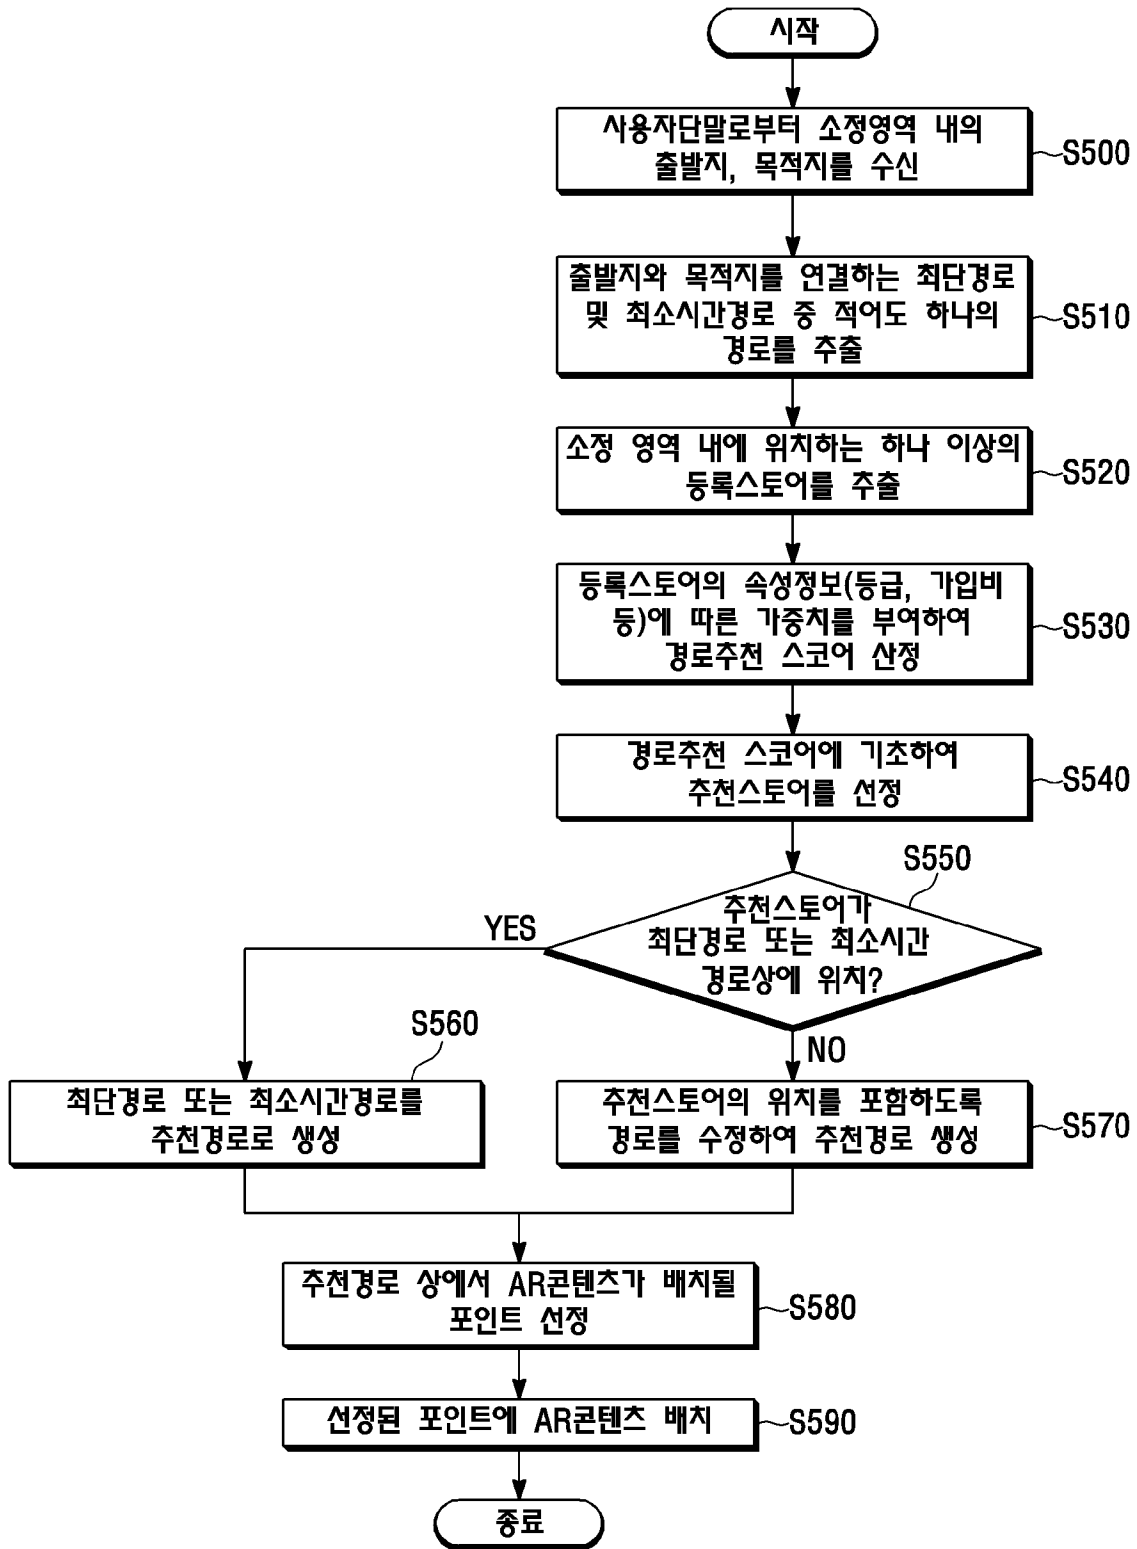 시작
사용자단말로부터 소정영역 내의
출발지, 목적지를 수신
S500
출발지와 목적지를 연결하는 최단경로
및 최소시간경로 중 적어도 하나의
경로를 추출
S510
소정 영역 내에 위치하는 하나 이상의
등록스토어를 추출
S520
등록스토어의 속성정보(등급, 가입비
등)에 따른 가중치를 부여하여
경로추천 스코어 산정
S530
경로추천 스코어에 기초하여
추천스토어를 선정
S540
S550
추천스토어가
최단경로 또는 최소시간
경로상에 위치?
YES
NO
S560
최단경로 또는 최소시간경로를
추천경로로 생성
추천스토어의 위치를 포함하도록
경로를 수정하여 추천경로 생성
S570
추천경로 상에서 AR콘텐츠가 배치될
포인트 선정
S580
선정된 포인트에 AR콘텐츠 배치
S590
종료